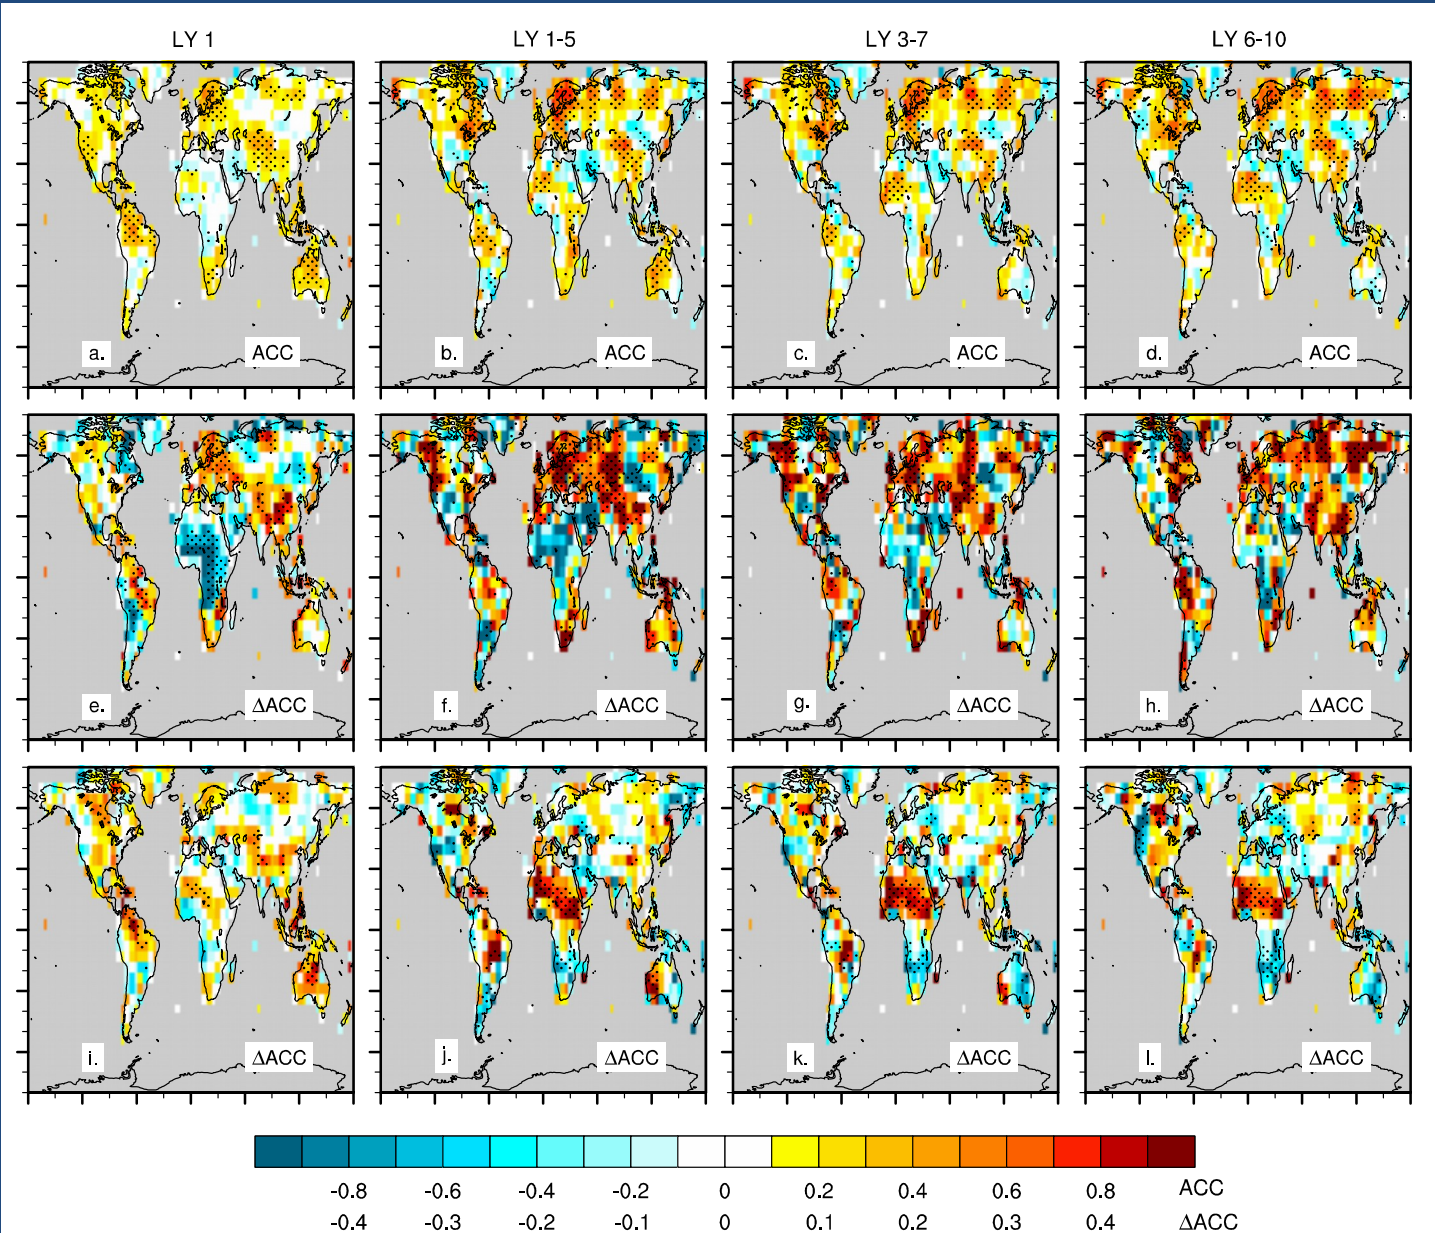 LY 1 LY 1-5 LY 3-7 LY 6-10
a. ACC b. ACC c. ACC d. ACC
e. ΔACC f. ΔACC g. ΔACC h. ΔACC
i. ΔACC j. ΔACC k. ΔACC l. ΔACC
-0.8 -0.6 -0.4 -0.2 0 0.2 0.4 0.6 0.8 ACC
-0.4 -0.3 -0.2 -0.1 0 0.1 0.2 0.3 0.4 ΔACC